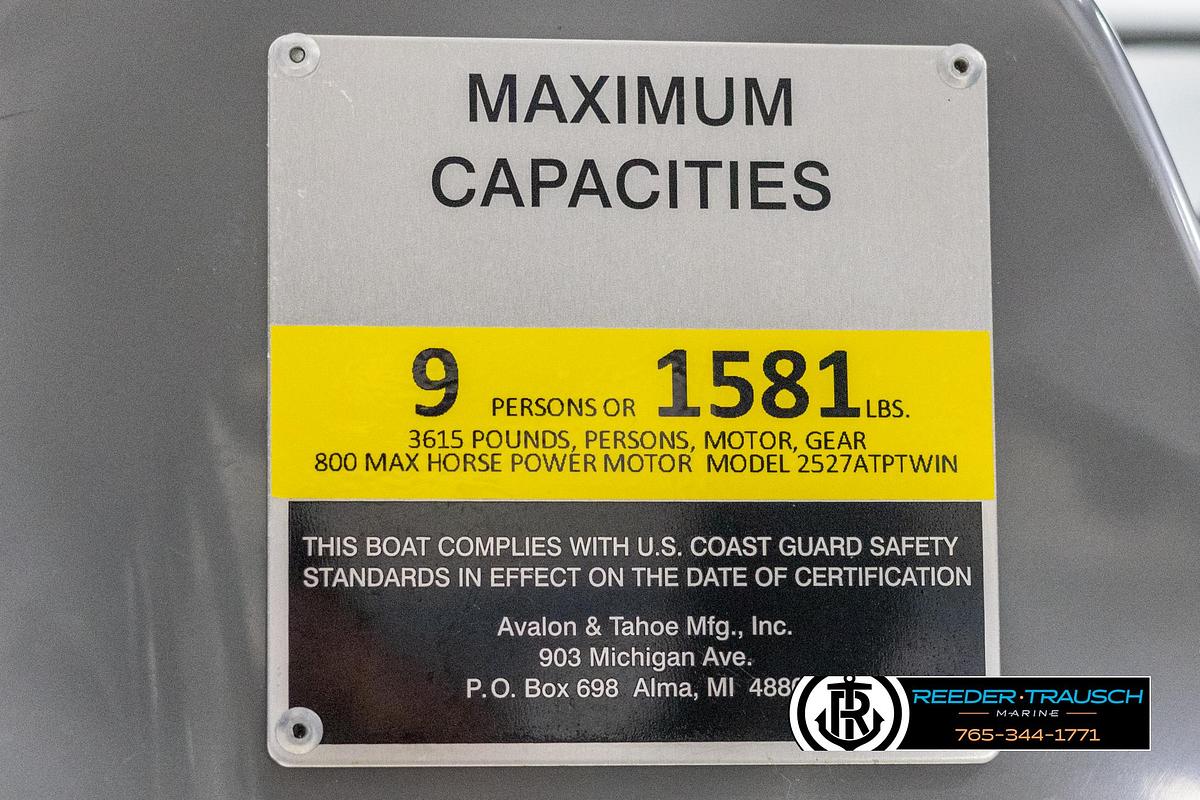 MAXIMUM
CAPACITIES
9 PERSONS OR 1581 LBS.
3615 POUNDS, PERSONS, MOTOR, GEAR
800 MAX HORSE POWER MOTOR MODEL 2527ATPTWIN
THIS BOAT COMPLIES WITH U.S. COAST GUARD SAFETY
STANDARDS IN EFFECT ON THE DATE OF CERTIFICATION
Avalon & Tahoe Mfg., Inc.
903 Michigan Ave.
P.O. Box 698 Alma, MI
R
REEDER·TRAUSCH
MARINE
765-344-1771